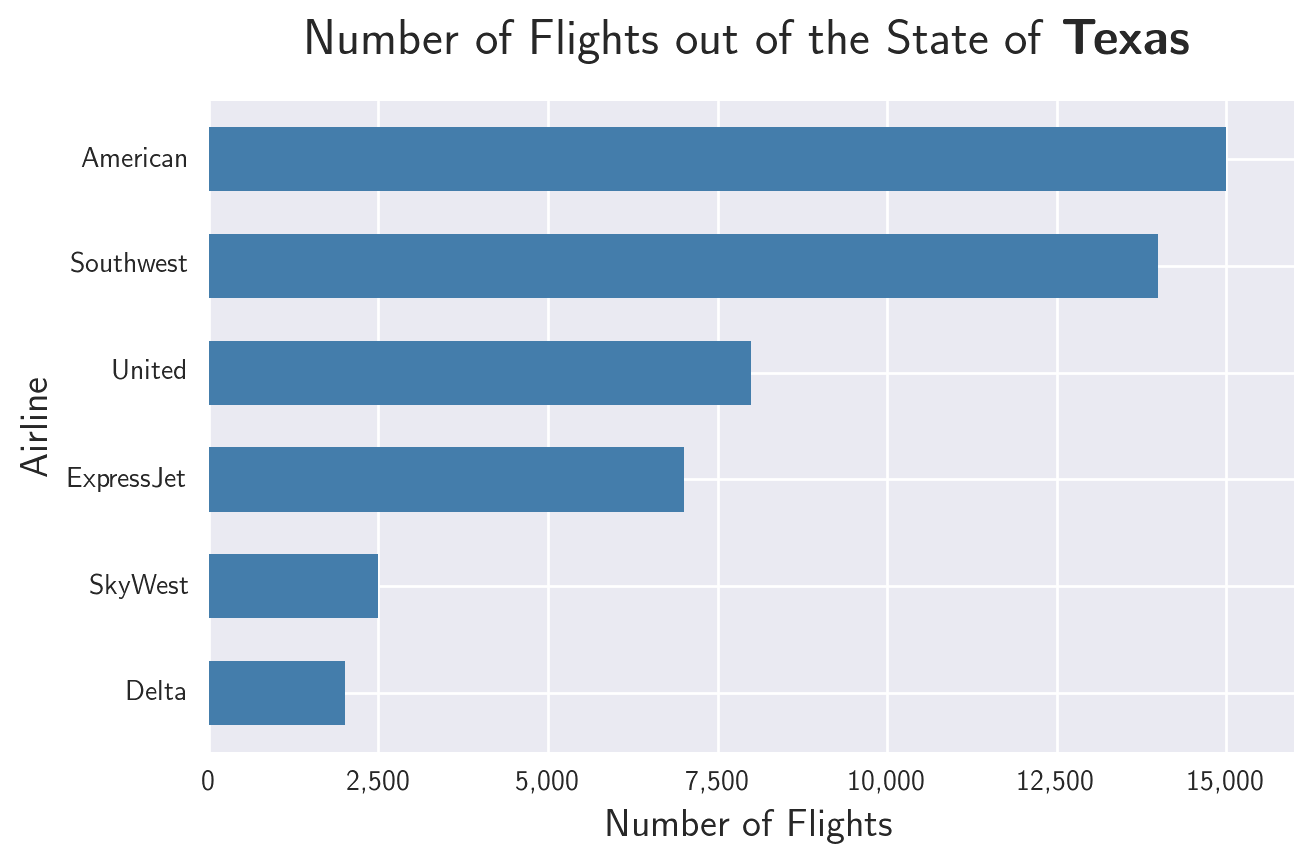 Number of Flights out of the State of Texas
American
Southwest
United
ExpressJet
SkyWest
Delta
Airline
0 2,500 5,000 7,500 10,000 12,500 15,000
Number of Flights